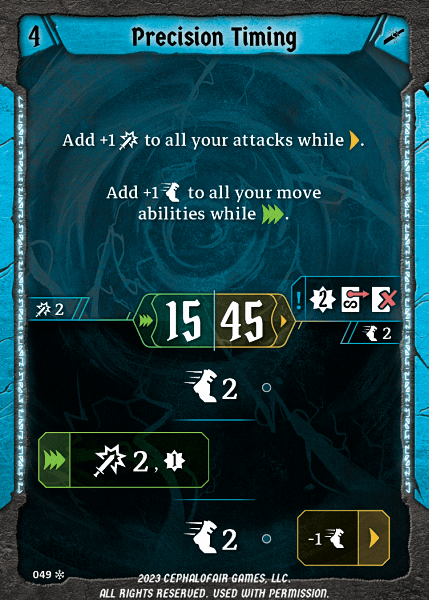 4 Precision Timing
Add +1 to all your attacks while .
Add +1 to all your move
abilities while .
2
15 45
! 2
2
2
2, 1
2
-1
049
2023 CEPHALOFAIR GAMES, LLC.
ALL RIGHTS RESERVED. USED WITH PERMISSION.